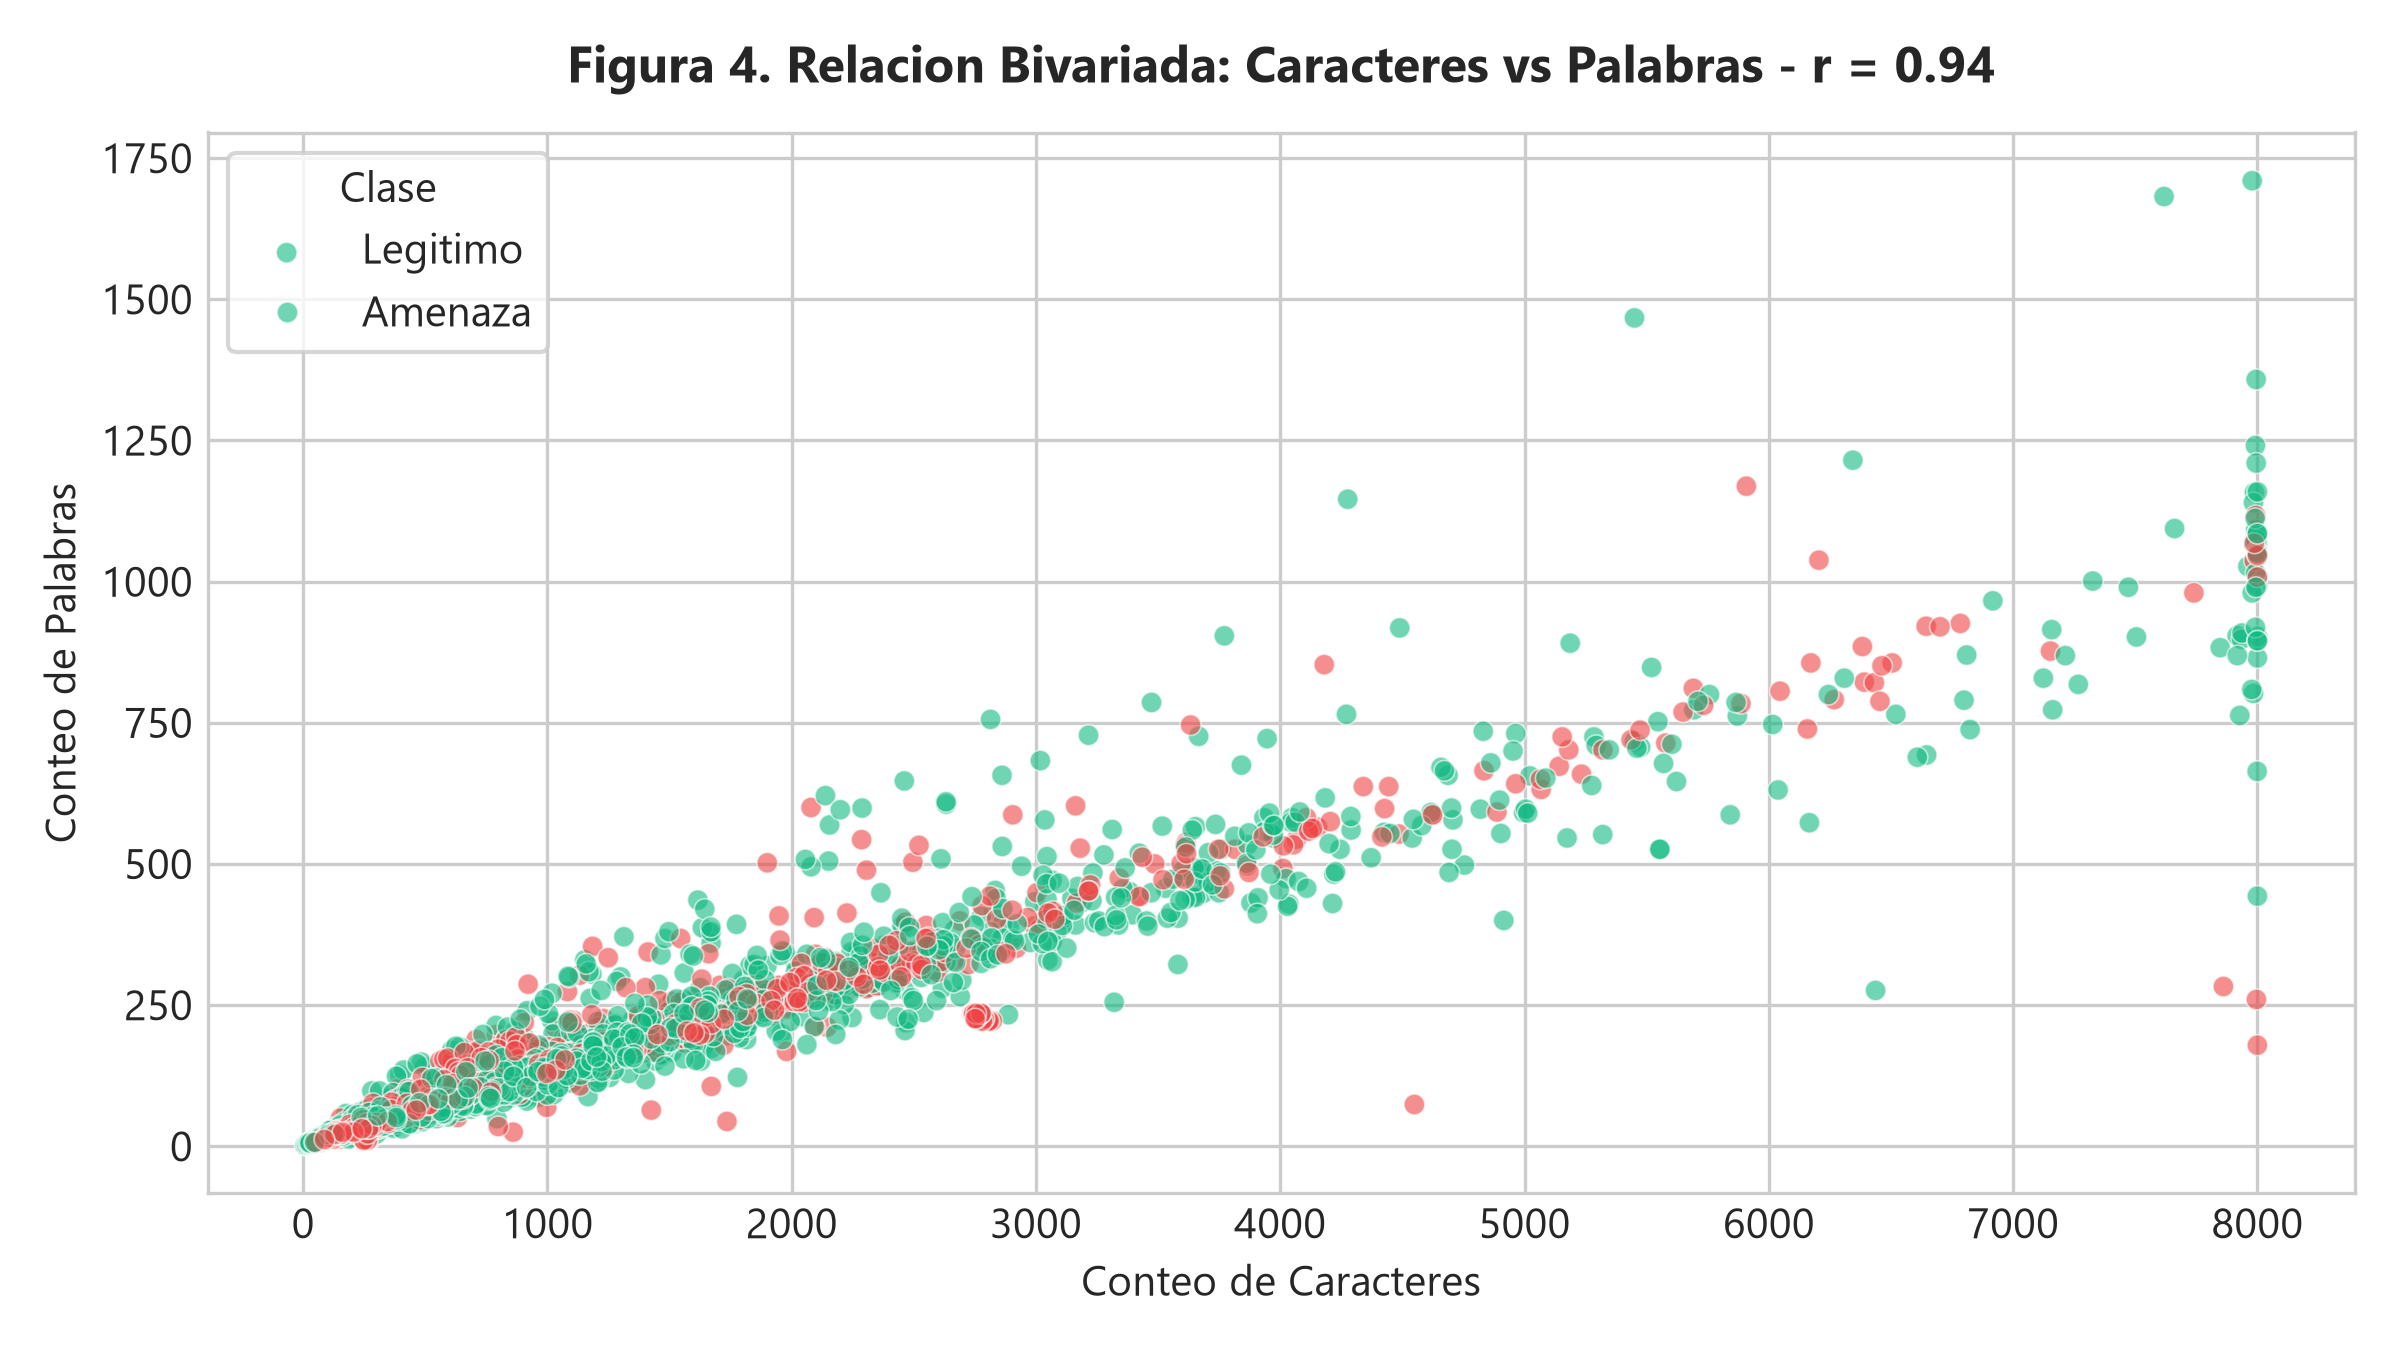 Figura 4. Relacion Bivariada: Caracteres vs Palabras - r = 0.94
Clase
Legitimo
Amenaza
Conteo de Palabras
1750
1500
1250
1000
750
500
250
0
0 1000 2000 3000 4000 5000 6000 7000 8000
Conteo de Caracteres